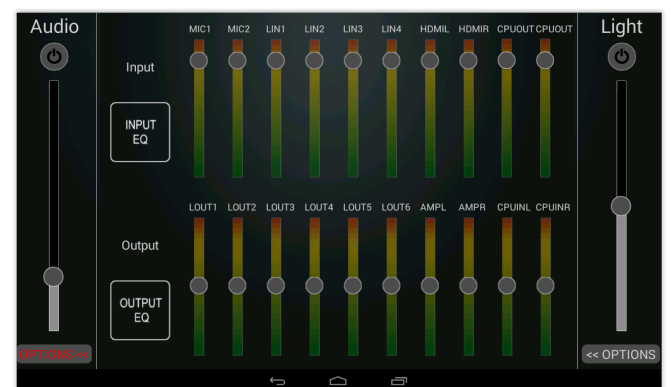 Audio
MIC1 MIC2 LIN1 LIN2 LIN3 LIN4 HDMIL HDMIR CPUOUT CPUOUT
Light
Input
INPUT
EQ
LOUT1 LOUT2 LOUT3 LOUT4 LOUT5 LOUT6 AMPL AMPR CPUINL CPUINR
Output
OUTPUT
EQ
OPTIONS <<
<< OPTIONS